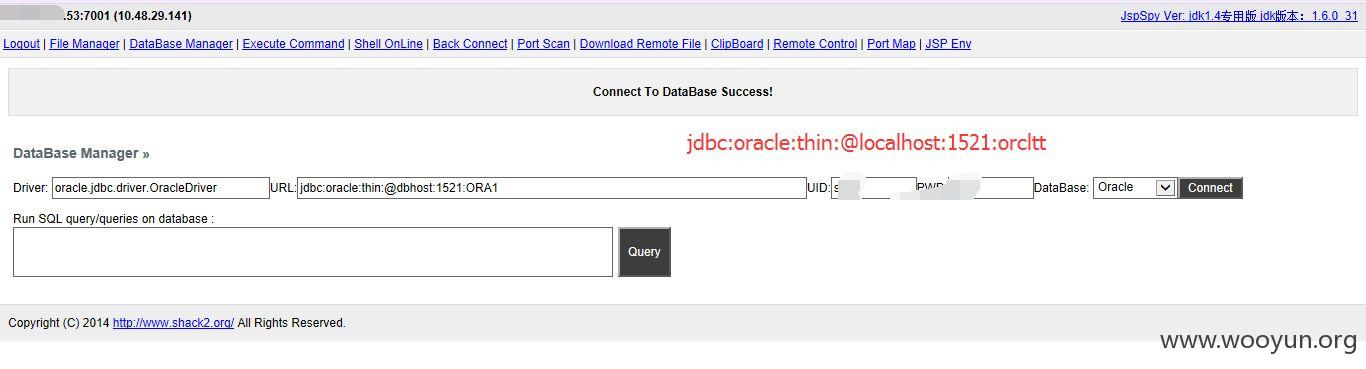 .53:7001 (10.48.29.141) JspSpy Ver: jdk1.4专用版 jdk版本：1.6.0_31
Logout | File Manager | DataBase Manager | Execute Command | Shell OnLine | Back Connect | Port Scan | Download Remote File | ClipBoard | Remote Control | Port Map | JSP Env
Connect To DataBase Success!
jdbc:oracle:thin:@localhost:1521:orcltt
DataBase Manager »
Driver: oracle.jdbc.driver.OracleDriver URL: jdbc:oracle:thin:@dbhost:1521:ORA1 UID: s PWD DataBase: Oracle Connect
Run SQL query/queries on database :
Query
Copyright (C) 2014 http://www.shack2.org/ All Rights Reserved.
www.wooyun.org